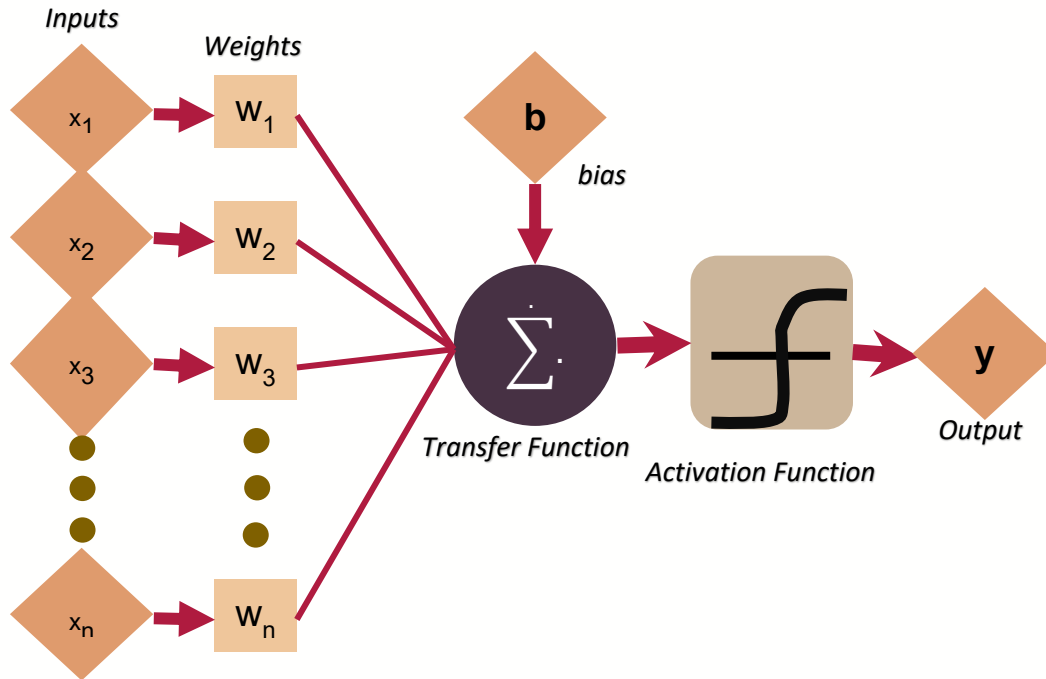 Inputs
Weights
x1
w1
b
bias
x2
w2
x3
w3
∑
Transfer Function
Activation Function
y
Output
xn
wn